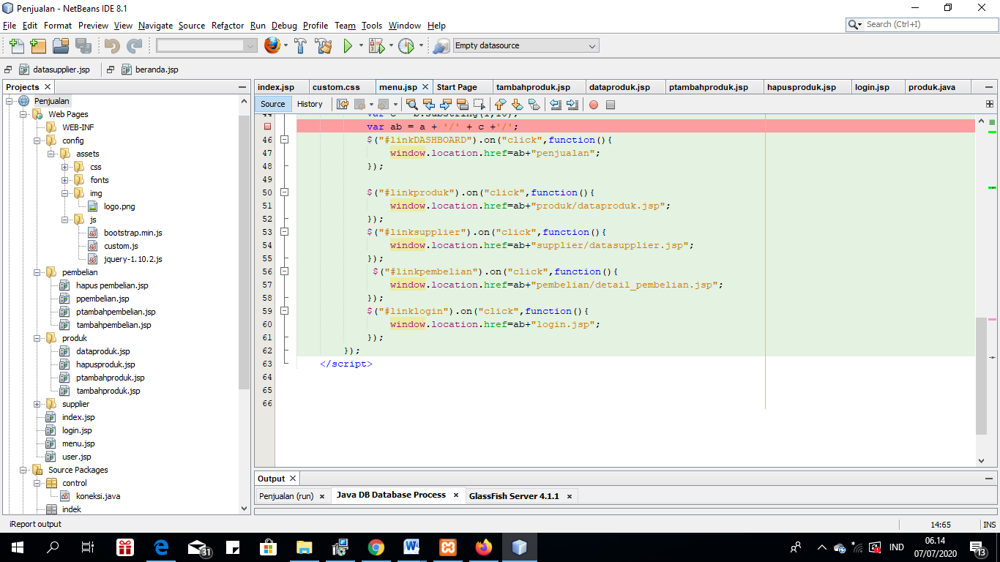 Penjualan - NetBeans IDE 8.1
File Edit Format Preview View Navigate Source Refactor Run Debug Profile Team Tools Window Help
Search (Ctrl+I)
Empty datasource
datasupplier.jsp beranda.jsp
Projects
Penjualan
Web Pages
WEB-INF
config
assets
css
fonts
img
logo.png
js
bootstrap.min.js
custom.js
jquery-1.10.2.js
pembelian
hapus pembelian.jsp
ppembelian.jsp
ptambahpembelian.jsp
tambahpembelian.jsp
produk
dataproduk.jsp
hapusproduk.jsp
ptambahproduk.jsp
tambahproduk.jsp
supplier
index.jsp
login.jsp
menu.jsp
user.jsp
Source Packages
control
koneksi.java
indek
index.jsp custom.css menu.jsp Start Page tambahproduk.jsp dataproduk.jsp ptambahproduk.jsp hapusproduk.jsp login.jsp produk.java
Source History
44 var c = b.substring(1,10);
var ab = a + '/' + c +'/';
46 $("#linkDASHBOARD").on("click",function(){
47 window.location.href=ab+"penjualan";
48 });
49
50 $("#linkproduk").on("click",function(){
51 window.location.href=ab+"produk/dataproduk.jsp";
52 });
53 $("#linksupplier").on("click",function(){
54 window.location.href=ab+"supplier/datasupplier.jsp";
55 });
56 $("#linkpembelian").on("click",function(){
57 window.location.href=ab+"pembelian/detail_pembelian.jsp";
58 });
59 $("#linklogin").on("click",function(){
60 window.location.href=ab+"login.jsp";
61 });
62 });
63 </script>
64
65
66
Output
Penjualan (run) Java DB Database Process GlassFish Server 4.1.1
iReport output
14:65 INS
31
IND
06.14
07/07/2020
13